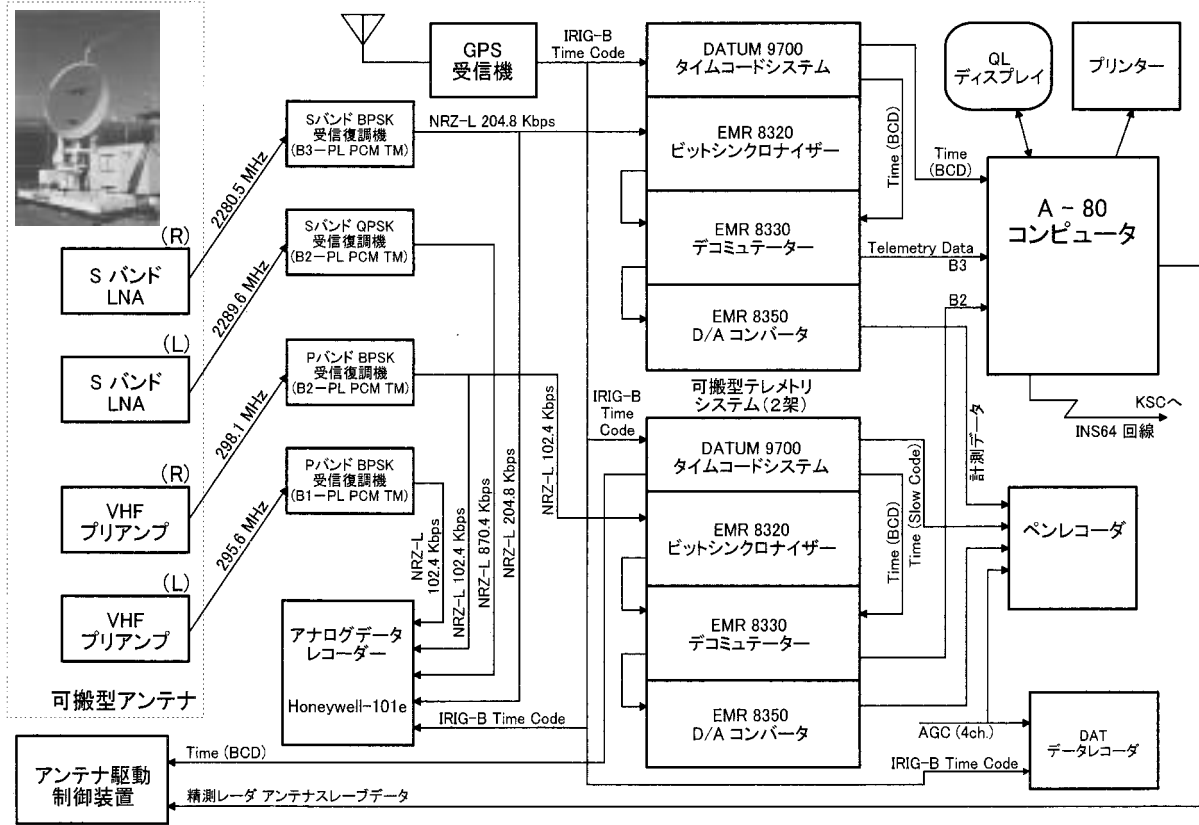 GPS
受信機
IRIG-B
Time Code
DATUM 9700
タイムコードシステム
QL
ディスプレイ
プリンター
Sバンド BPSK
受信復調機
(B3-PL PCM TM)
NRZ-L 204.8 Kbps
EMR 8320
ビットシンクロナイザー
Time (BCD)
Time
(BCD)
A - 80
コンピュータ
2280.5 MHz
Sバンド QPSK
受信復調機
(B2-PL PCM TM)
EMR 8330
デコミュテーター
Telemetry Data
B3
B2
(R)
S バンド
LNA
2289.6 MHz
EMR 8350
D/A コンバータ
(L)
S バンド
LNA
Pバンド BPSK
受信復調機
(B2-PL PCM TM)
可搬型テレメトリ
システム(2架)
IRIG-B
Time
Code
KSCへ
INS64 回線
298.1 MHz
NRZ-L 102.4 Kbps
計測データ
DATUM 9700
タイムコードシステム
Pバンド BPSK
受信復調機
(B1-PL PCM TM)
(R)
VHF
プリアンプ
295.6 MHz
NRZ-L
102.4 Kbps
NRZ-L 102.4 Kbps
NRZ-L 870.4 Kbps
NRZ-L 204.8 Kbps
EMR 8320
ビットシンクロナイザー
Time (BCD)
Time (Slow Code)
ペンレコーダ
(L)
VHF
プリアンプ
アナログデータ
レコーダー
Honeywell-101e
EMR 8330
デコミュテーター
可搬型アンテナ
IRIG-B Time Code
EMR 8350
D/A コンバータ
AGC (4ch.)
DAT
データレコーダ
Time (BCD)
IRIG-B Time Code
アンテナ駆動
制御装置
精測レーダ アンテナスレーブデータ